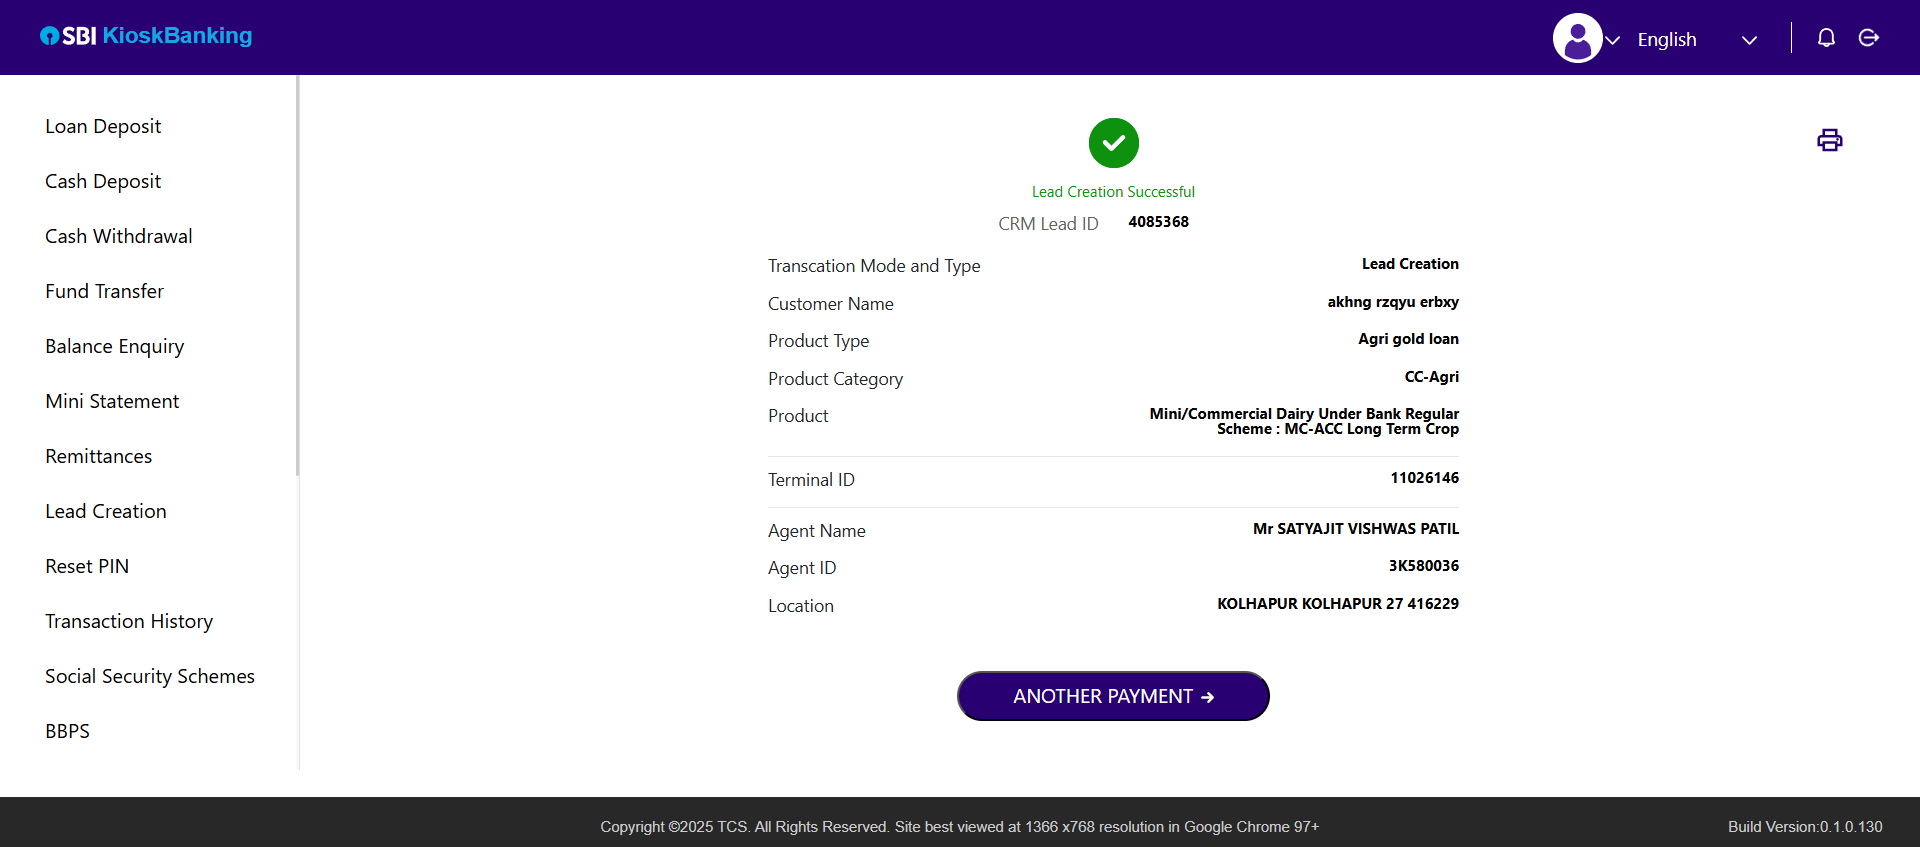 SBI KioskBanking
English
Loan Deposit
Cash Deposit
Cash Withdrawal
Fund Transfer
Balance Enquiry
Mini Statement
Remittances
Lead Creation
Reset PIN
Transaction History
Social Security Schemes
BBPS
Lead Creation Successful
CRM Lead ID 4085368
Transcation Mode and Type Lead Creation
Customer Name akhng rzqyu erbxy
Product Type Agri gold loan
Product Category CC-Agri
Product Mini/Commercial Dairy Under Bank Regular
Scheme : MC-ACC Long Term Crop
Terminal ID 11026146
Agent Name Mr SATYAJIT VISHWAS PATIL
Agent ID 3K580036
Location KOLHAPUR KOLHAPUR 27 416229
ANOTHER PAYMENT →
Copyright ©2025 TCS. All Rights Reserved. Site best viewed at 1366 x768 resolution in Google Chrome 97+
Build Version:0.1.0.130